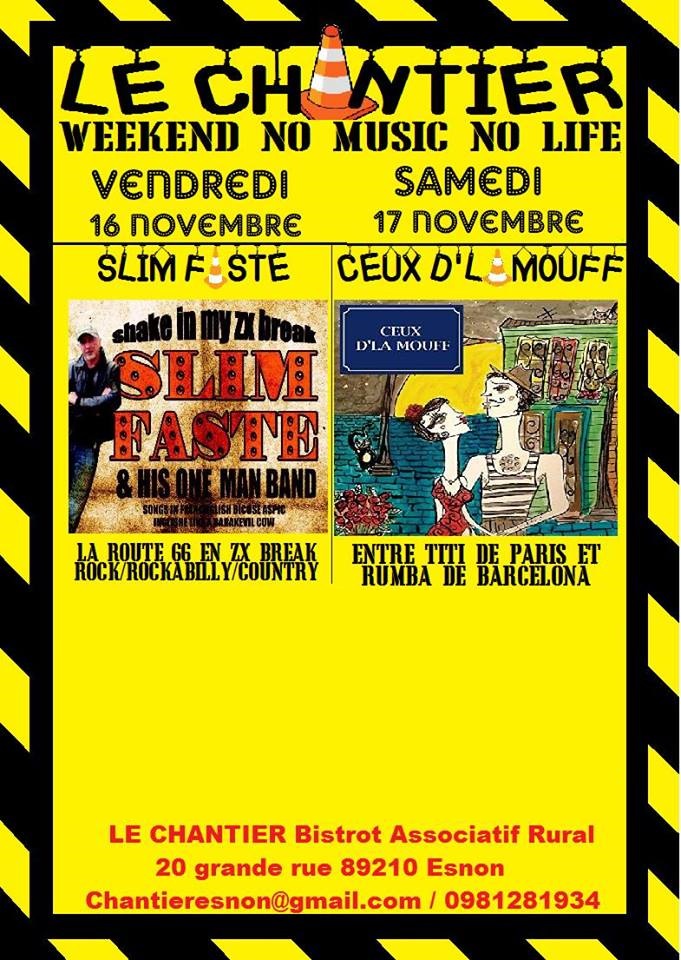 LE CHANTIER
WEEKEND NO MUSIC NO LIFE
VENDREDI
16 NOVEMBRE
SLIM FASTE
shake in my zx break
SLIM
FASTE
& HIS ONE MAN BAND
SONGS IN
LA ROUTE 66 EN ZX BREAK
ROCK/ROCKABILLY/COUNTRY
SAMEDI
17 NOVEMBRE
CEUX D'LA MOUFF
CEUX
D'LA MOUFF
ENTRE TITI DE PARIS ET
RUMBA DE BARCELONA
LE CHANTIER Bistrot Associatif Rural
20 grande rue 89210 Esnon
Chantieresnon@gmail.com / 0981281934